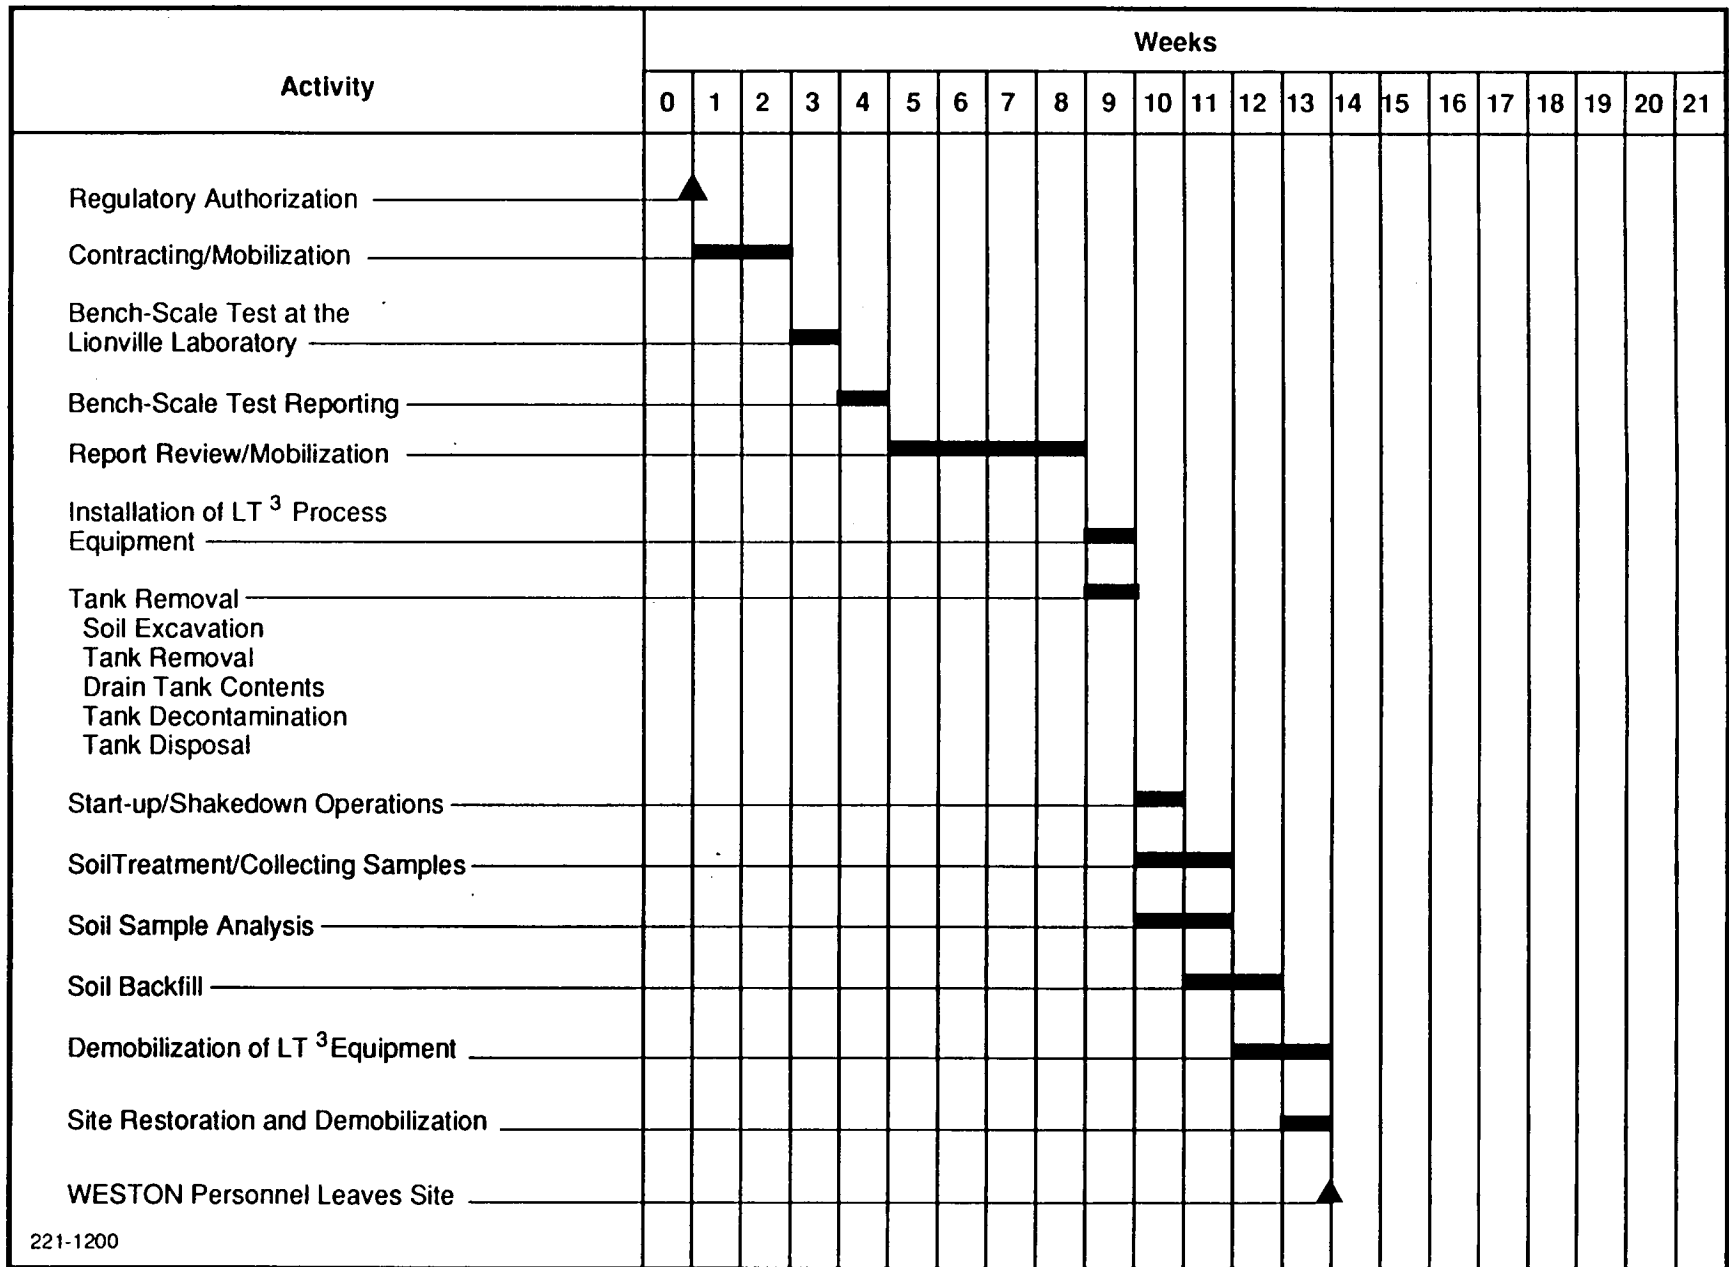 Weeks
Activity
0 1 2 3 4 5 6 7 8 9 10 11 12 13 14 15 16 17 18 19 20 21
Regulatory Authorization
Contracting/Mobilization
Bench-Scale Test at the
Lionville Laboratory
Bench-Scale Test Reporting
Report Review/Mobilization
Installation of LT 3 Process
Equipment
Tank Removal
Soil Excavation
Tank Removal
Drain Tank Contents
Tank Decontamination
Tank Disposal
Start-up/Shakedown Operations
SoilTreatment/Collecting Samples
Soil Sample Analysis
Soil Backfill
Demobilization of LT 3 Equipment
Site Restoration and Demobilization
WESTON Personnel Leaves Site
221-1200